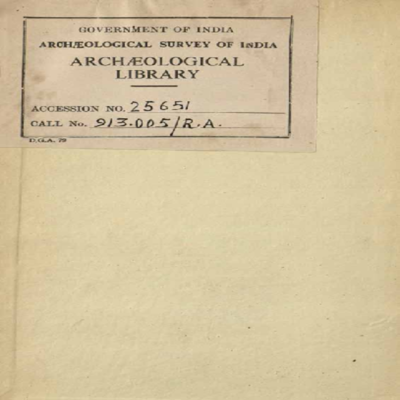 GOVERNMENT OF INDIA
ARCHÆOLOGICAL SURVEY OF INDIA
ARCHÆOLOGICAL
LIBRARY
ACCESSION NO. 25651
CALL No. 913.005/R.A.
D.G.A. 79